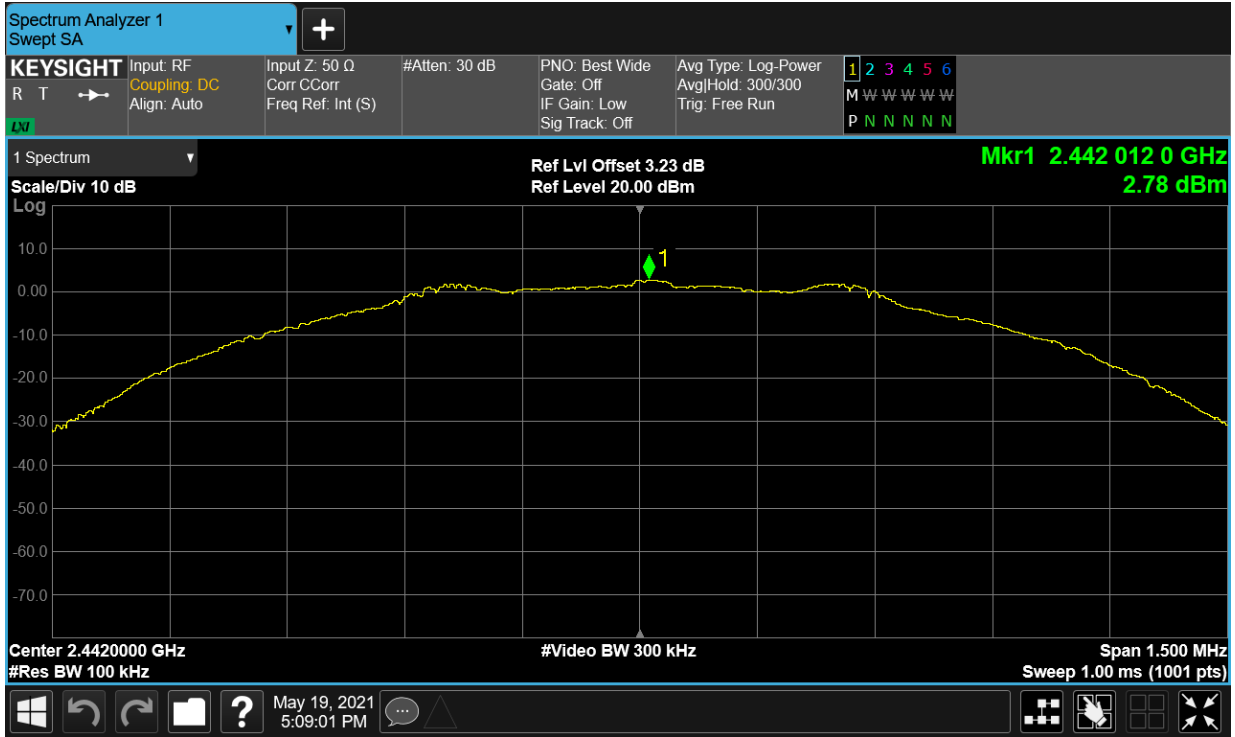 Spectrum Analyzer 1
Swept SA
+
KEYSIGHT
R T
LXI
Input: RF
Coupling: DC
Align: Auto
Input Z: 50 Ω
Corr CCorr
Freq Ref: Int (S)
#Atten: 30 dB
PNO: Best Wide
Gate: Off
IF Gain: Low
Sig Track: Off
Avg Type: Log-Power
Avg|Hold: 300/300
Trig: Free Run
1 2 3 4 5 6
M W W W W W
P N N N N N
1 Spectrum
Scale/Div 10 dB
Log
Ref Lvl Offset 3.23 dB
Ref Level 20.00 dBm
Mkr1 2.442 012 0 GHz
2.78 dBm
1
10.0
0.00
-10.0
-20.0
-30.0
-40.0
-50.0
-60.0
-70.0
Center 2.4420000 GHz
#Video BW 300 kHz
Span 1.500 MHz
#Res BW 100 kHz
Sweep 1.00 ms (1001 pts)
?
May 19, 2021
5:09:01 PM